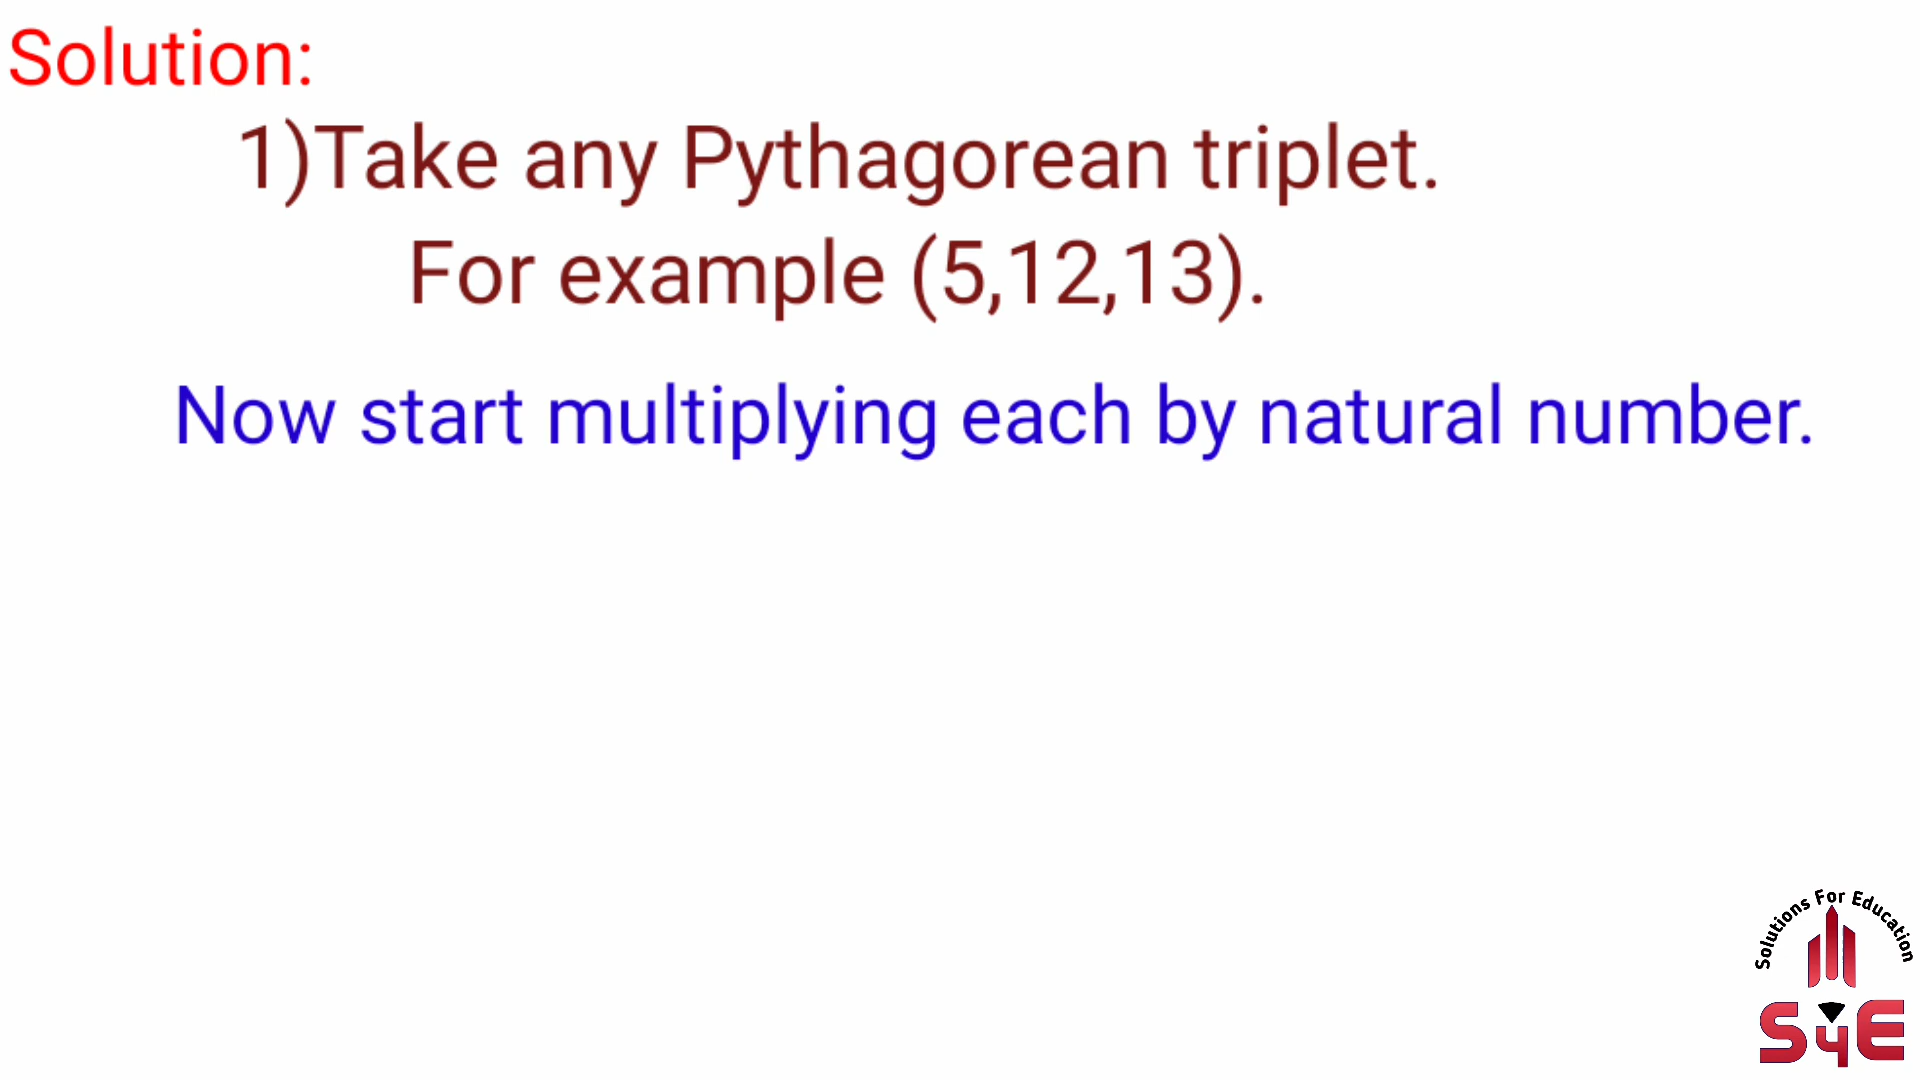 Solution:
1)Take any Pythagorean triplet.
For example (5,12,13).
Now start multiplying each by natural number.
Solutions For Education
S4E